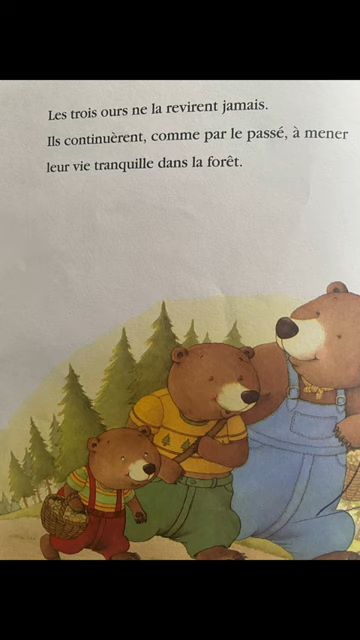 Les trois ours ne la revirent jamais.
Ils continuèrent, comme par le passé, à mener
leur vie tranquille dans la forêt.